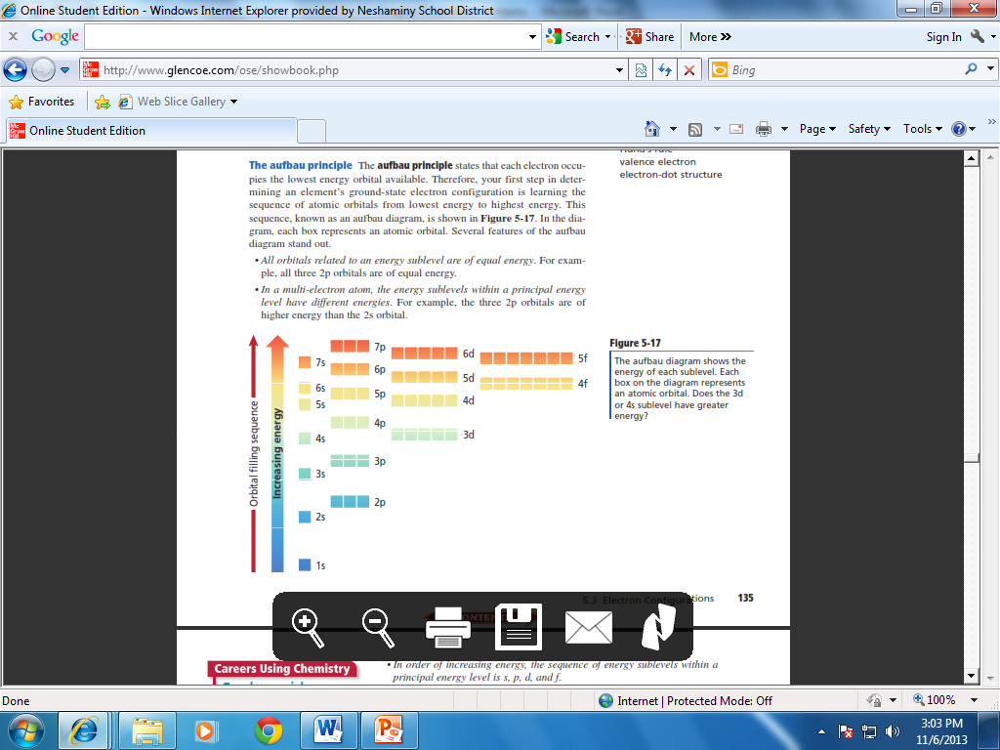 Online Student Edition - Windows Internet Explorer provided by Neshaminy School District
x Google Search Share More » Sign In
http://www.glencoe.com/ose/showbook.php Bing
Favorites Web Slice Gallery
Mc Graw Hill Online Student Edition Page Safety Tools »
The aufbau principle The aufbau principle states that each electron occu-
pies the lowest energy orbital available. Therefore, your first step in deter-
mining an element's ground-state electron configuration is learning the
sequence of atomic orbitals from lowest energy to highest energy. This
sequence, known as an aufbau diagram, is shown in Figure 5-17. In the dia-
gram, each box represents an atomic orbital. Several features of the aufbau
diagram stand out.
• All orbitals related to an energy sublevel are of equal energy. For exam-
ple, all three 2p orbitals are of equal energy.
• In a multi-electron atom, the energy sublevels within a principal energy
level have different energies. For example, the three 2p orbitals are of
higher energy than the 2s orbital.
valence electron
electron-dot structure
Orbital filling sequence
Increasing energy
7p
6d
5f
7s
6p
5d
4f
6s
5p
5s
4d
4p
4s
3d
3p
3s
2p
2s
1s
Figure 5-17
The aufbau diagram shows the
energy of each sublevel. Each
box on the diagram represents
an atomic orbital. Does the 3d
or 4s sublevel have greater
energy?
5.3 Electron Configurations 135
Careers Using Chemistry
• In order of increasing energy, the sequence of energy sublevels within a
principal energy level is s, p, d, and f.
Done Internet | Protected Mode: Off 100%
3:03 PM
11/6/2013